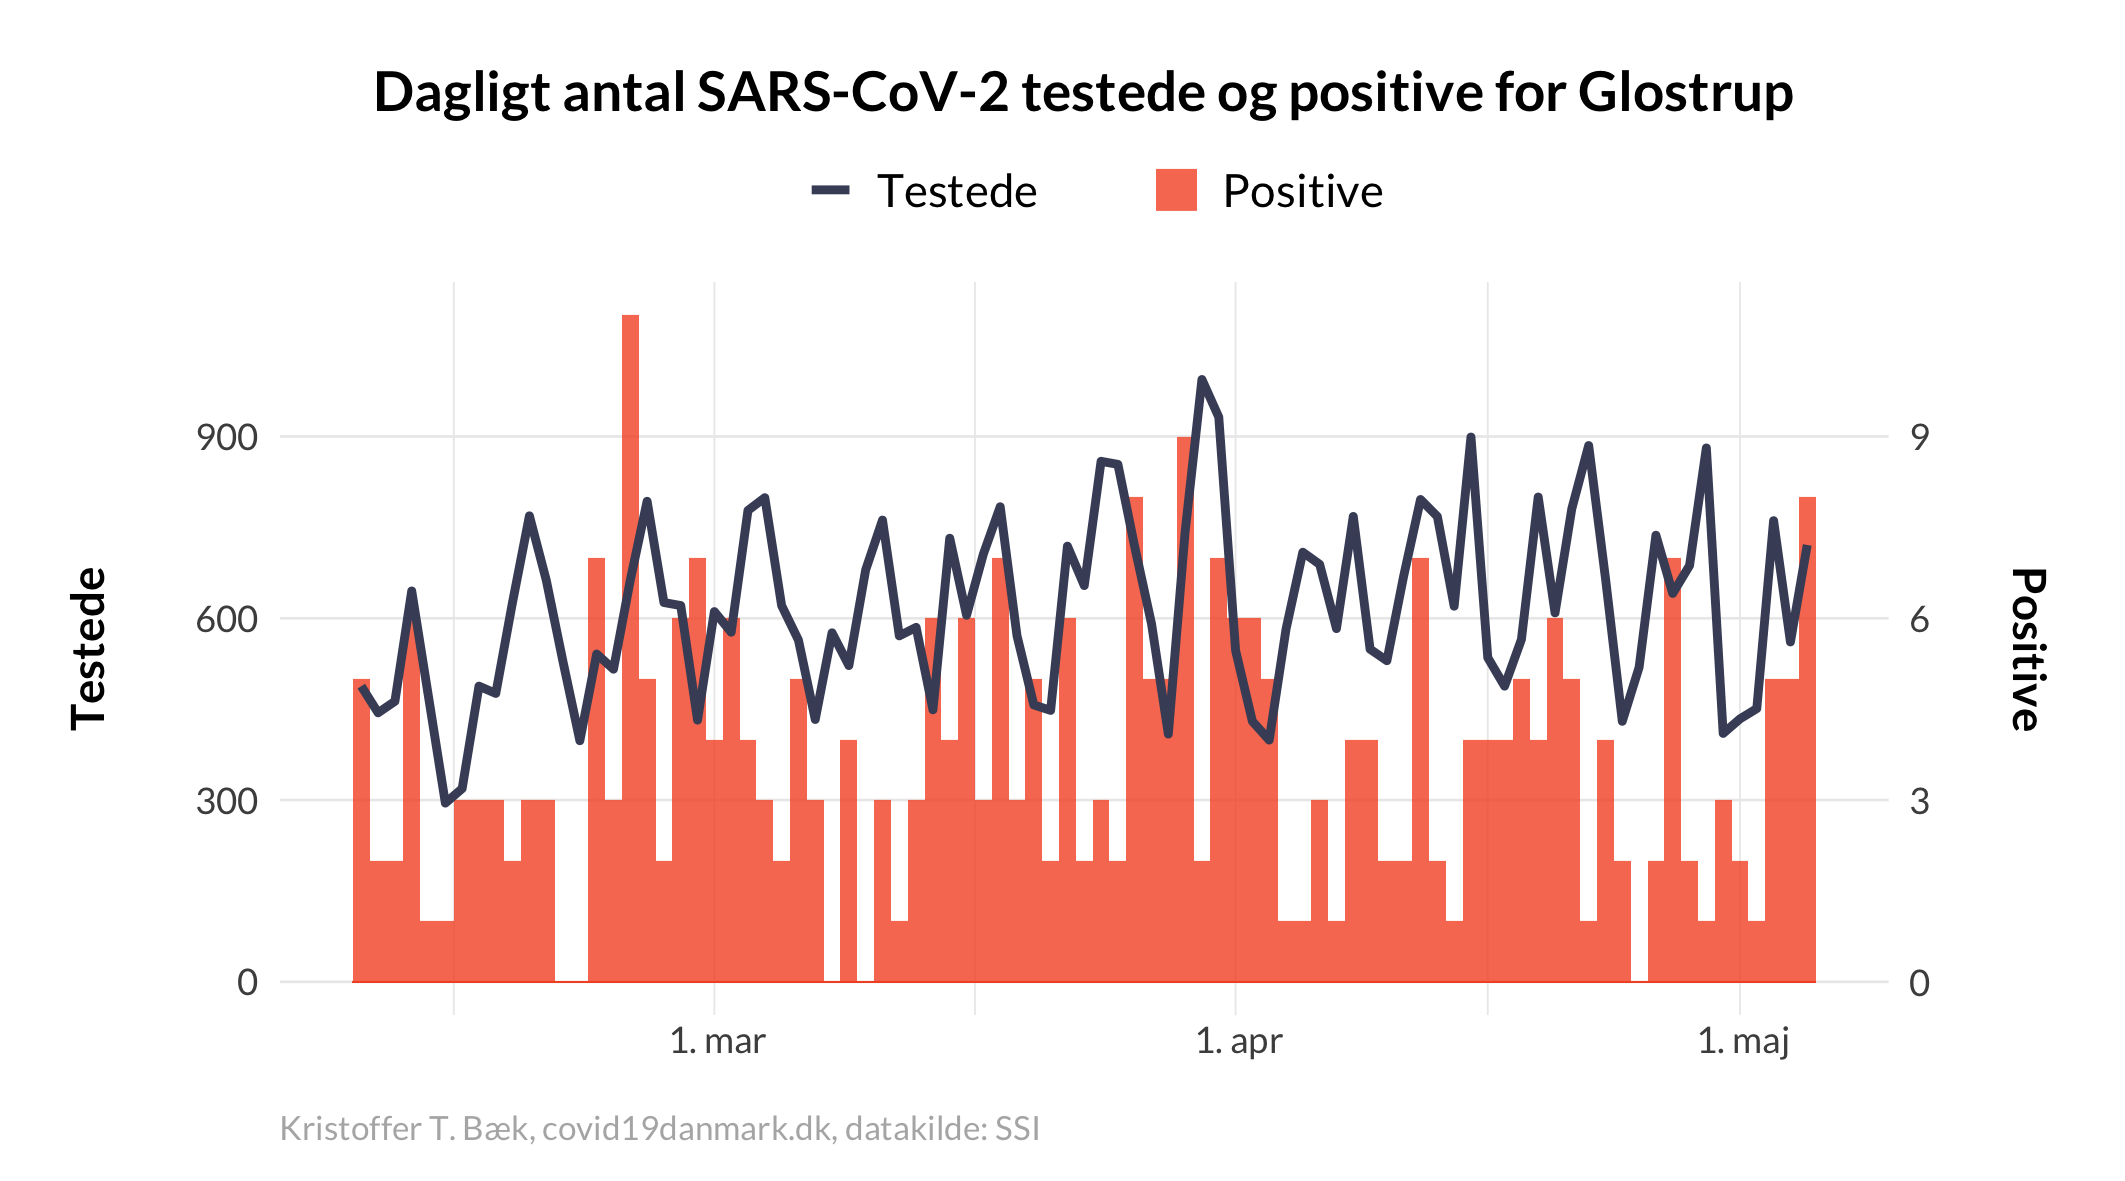 Dagligt antal SARS-CoV-2 testede og positive for Glostrup
Testede
Positive
900
600
300
0
Testede
9
6
3
0
Positive
1. mar
1. apr
1. maj
Kristoffer T. Bæk, covid19danmark.dk, datakilde: SSI